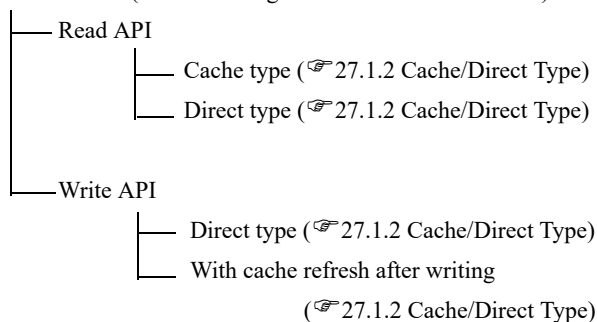 Read API
Cache type (☞27.1.2 Cache/Direct Type)
Direct type (☞27.1.2 Cache/Direct Type)
Write API
Direct type (☞27.1.2 Cache/Direct Type)
With cache refresh after writing
(☞27.1.2 Cache/Direct Type)